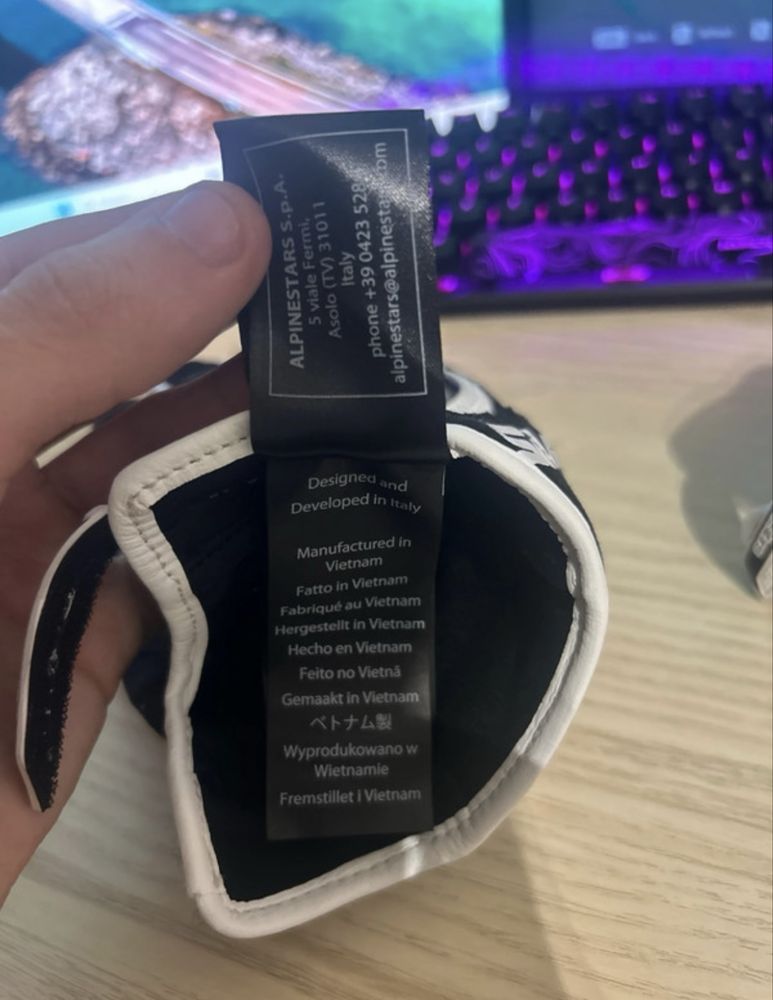 ALPINESTARS S.p.A.
5 viale Fermi,
Asolo (TV) 31011
Italy
phone +39 0423 528
alpinestars@alpinesta com
Designed and
Developed in Italy
Manufactured in
Vietnam
Fatto in Vietnam
Fabriqué au Vietnam
Hergestellt in Vietnam
Hecho en Vietnam
Feito no Vietnã
Gemaakt in Vietnam
ベトナム製
Wyprodukowano w
Wietnamie
Fremstillet i Vietnam